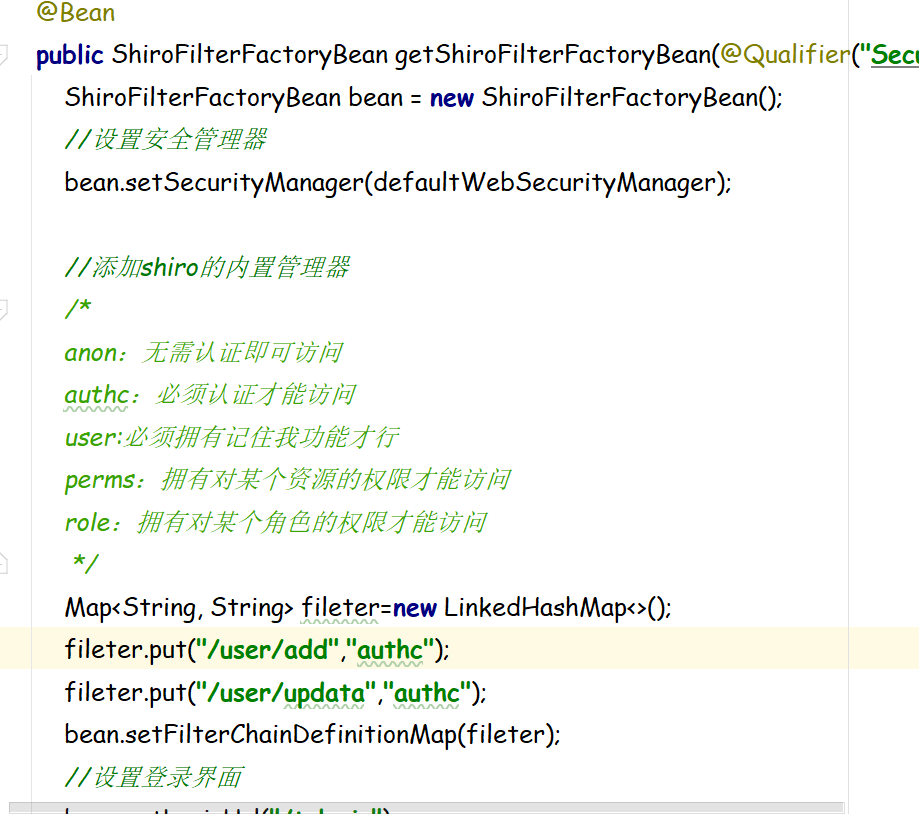 @Bean
public ShiroFilterFactoryBean getShiroFilterFactoryBean(@Qualifier("Secu
ShiroFilterFactoryBean bean = new ShiroFilterFactoryBean();
//设置安全管理器
bean.setSecurityManager(defaultWebSecurityManager);
//添加shiro的内置管理器
/*
anon：无需认证即可访问
authc：必须认证才能访问
user:必须拥有记住我功能才行
perms：拥有对某个资源的权限才能访问
role：拥有对某个角色的权限才能访问
*/
Map<String, String> fileter=new LinkedHashMap<>();
fileter.put("/user/add","authc");
fileter.put("/user/updata","authc");
bean.setFilterChainDefinitionMap(fileter);
//设置登录界面